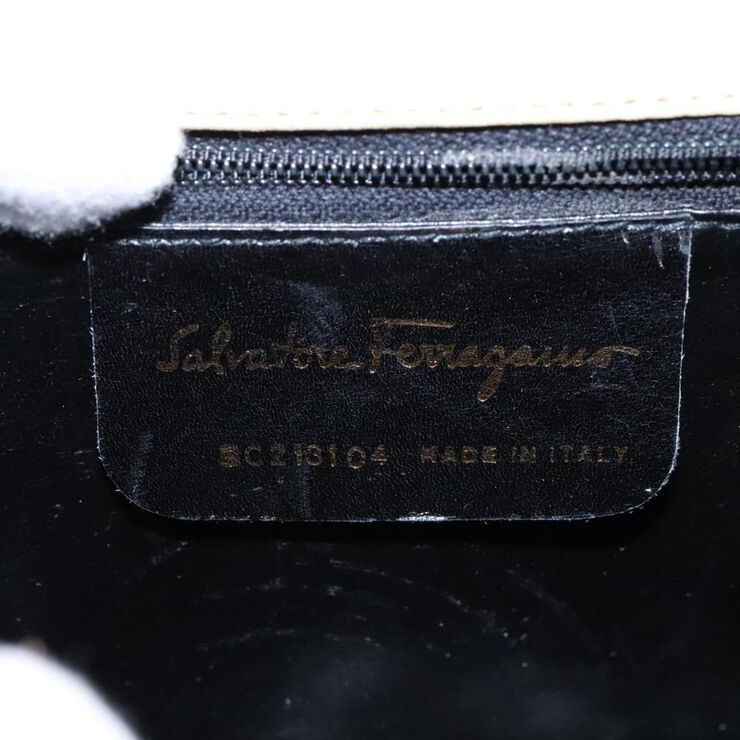 Salvatore Ferragamo
BC213104 MADE IN ITALY